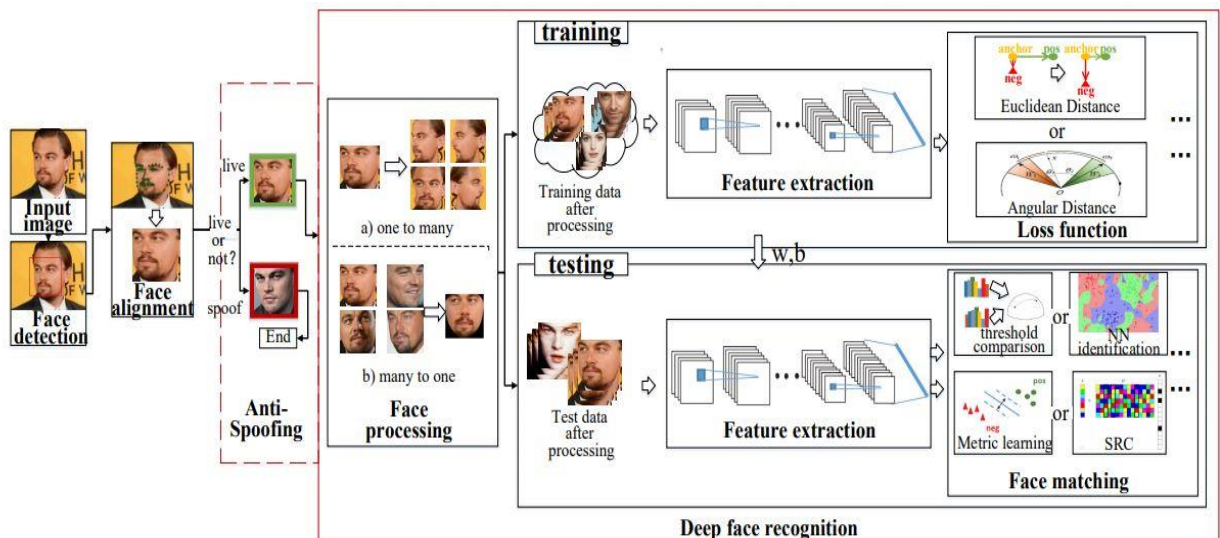 Input
image
Face
detection
Face
alignment
live
live
or
not?
spoof
End
Anti-
Spoofing
a) one to many
b) many to one
Face
processing
training
Training data
after
processing
Feature extraction
anchor pos
neg
anchor pos
neg
Euclidean Distance
or
Angular Distance
...
...
Loss function
w,b
testing
Test data
after
processing
Feature extraction
threshold
comparison
or
NN
identification
...
pos
neg
Metric learning
or
SRC
...
Face matching
Deep face recognition